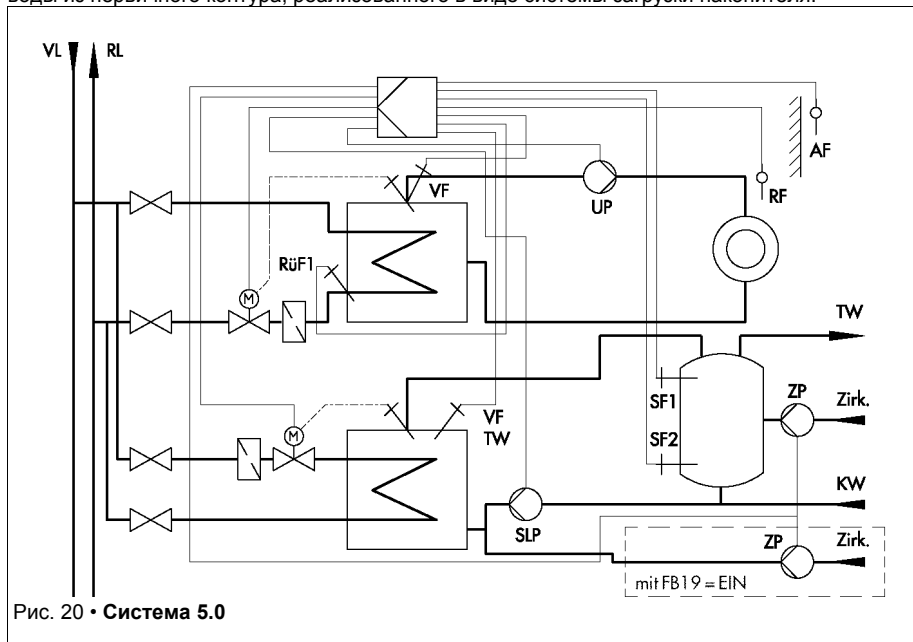 воды из первичного контура, реализованного в виде системы загрузки накопителя.
VL RL
AF
VF
UP
RF
RüF1
M
TW
SF1
ZP
Zirk.
M
VF
TW
SF2
KW
SLP
ZP
Zirk.
mit FB19 = EIN
Рис. 20 • Система 5.0